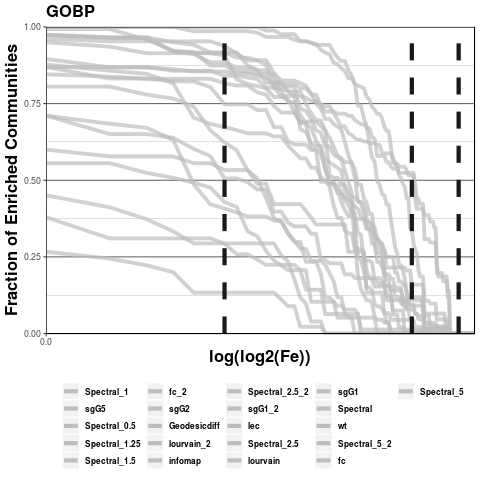 GOBP
Fraction of Enriched Communities
1.00
0.75
0.50
0.25
0.00
0.0
log(log2(Fe))
Spectral_1 fc_2 Spectral_2.5_2 sgG1 Spectral_5
sgG5 sgG2 sgG1_2 Spectral
Spectral_0.5 Geodesicdiff lec wt
Spectral_1.25 lourvain_2 Spectral_2.5 Spectral_5_2
Spectral_1.5 infomap lourvain fc